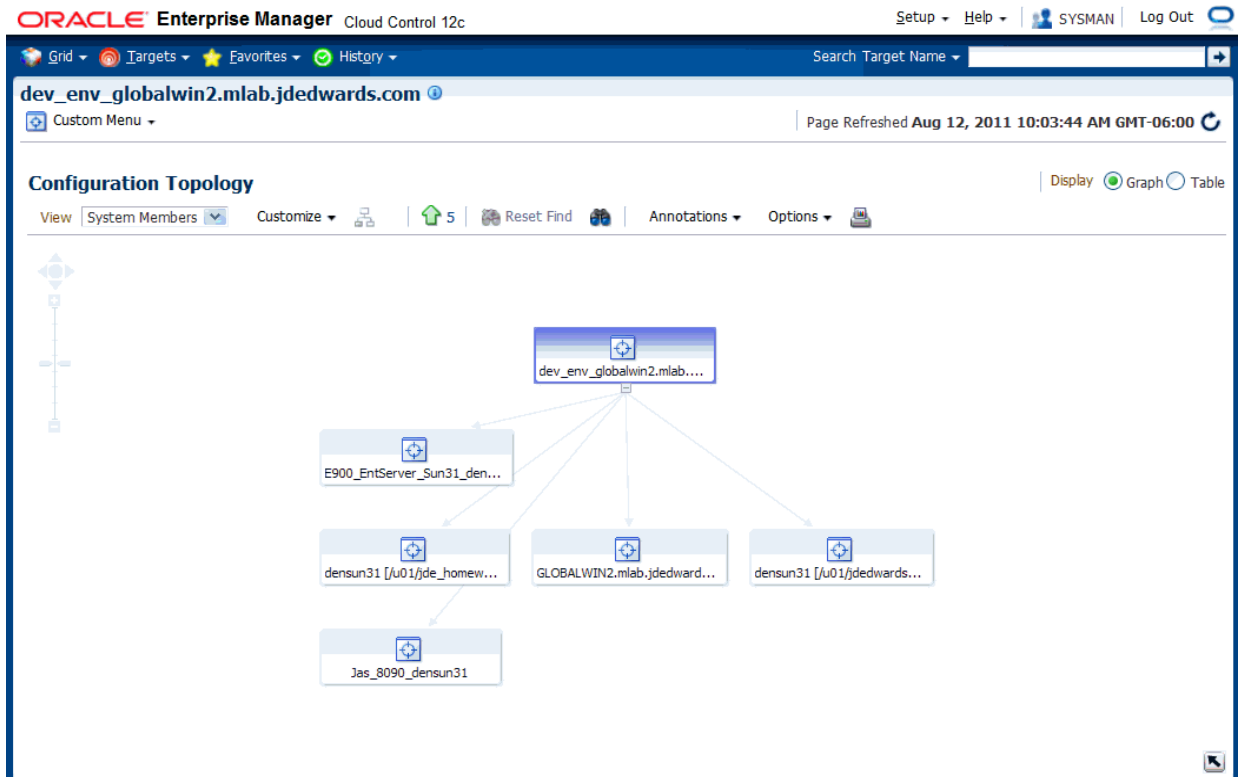 ORACLE Enterprise Manager Cloud Control 12c Setup Help SYSMAN Log Out
Grid Targets Favorites History Search Target Name
dev_env_globalwin2.mlab.jdedwards.com
Custom Menu Page Refreshed Aug 12, 2011 10:03:44 AM GMT-06:00
Configuration Topology Display Graph Table
View System Members Customize 5 Reset Find Annotations Options
dev_env_globalwin2.mlab....
E900_EntServer_Sun31_den...
densun31 [/u01/jde_homew... GLOBALWIN2.mlab.jdedward... densun31 [/u01/jdedwards...
Jas_8090_densun31